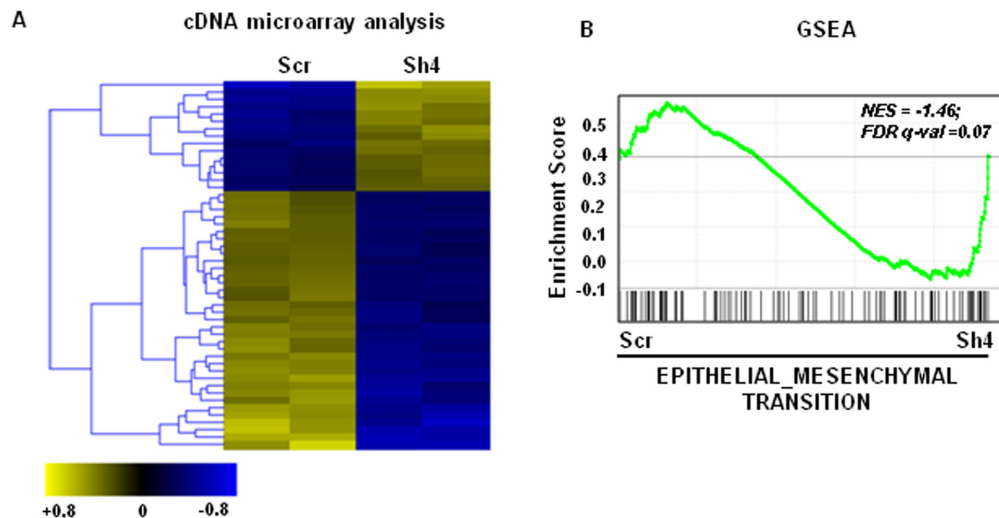 A
cDNA microarray analysis
Scr Sh4
+0.8 0 -0.8
B
GSEA
NES = -1.46;
FDR q-val =0.07
Enrichment Score
0.5
0.4
0.3
0.2
0.1
0.0
-0.1
Scr Sh4
EPITHELIAL_MESENCHYMAL
TRANSITION